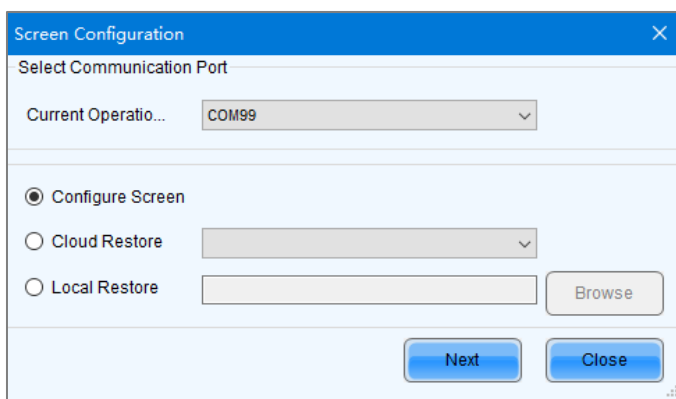 Screen Configuration
Select Communication Port
Current Operatio... COM99
Configure Screen
Cloud Restore
Local Restore Browse
Next Close